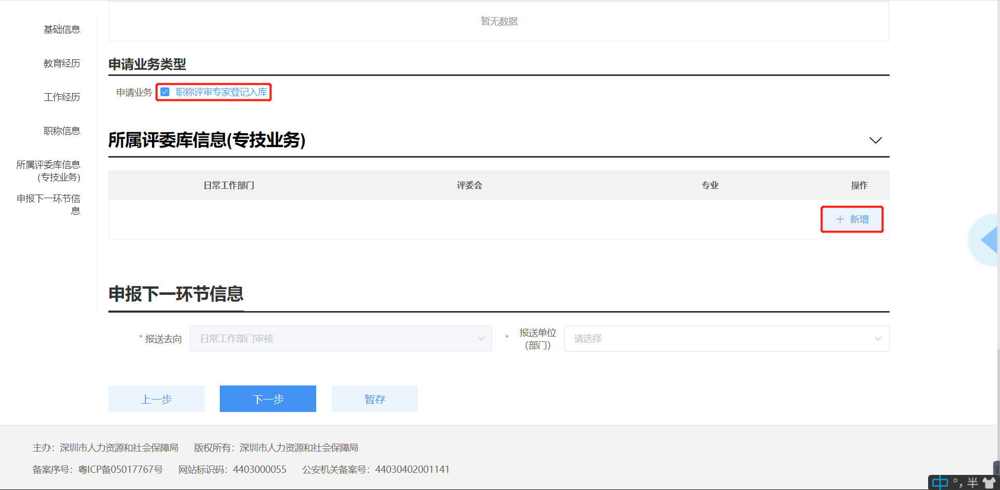 暂无数据
基础信息
教育经历
工作经历
职称信息
所属评委库信息
(专技业务)
申报下一环节信
息
申请业务类型
申请业务 职称评审专家登记入库
所属评委库信息(专技业务)
日常工作部门 评委会 专业 操作
+ 新增
申报下一环节信息
* 报送去向 日常工作部门审核
* 报送单位
（部门） 请选择
上一步 下一步 暂存
主办：深圳市人力资源和社会保障局 版权所有：深圳市人力资源和社会保障局
备案序号：粤ICP备05017767号 网站标识码：4403000055 公安机关备案号：44030402001141
中 °, 半